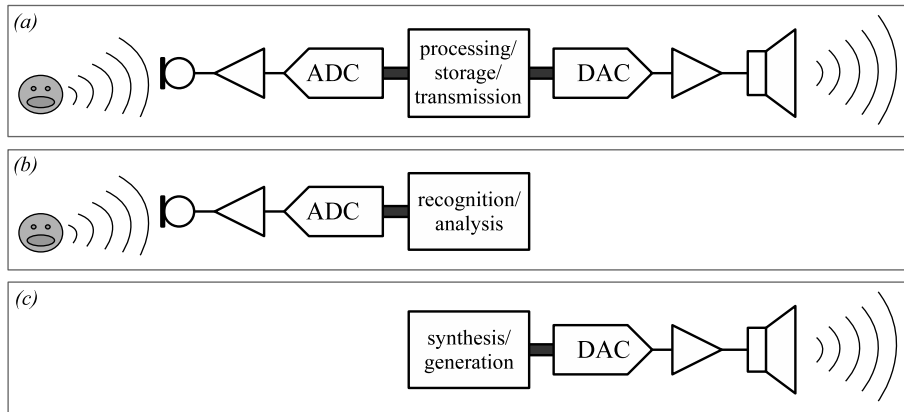 (a)
ADC
processing/
storage/
transmission
DAC
(b)
ADC
recognition/
analysis
(c)
synthesis/
generation
DAC